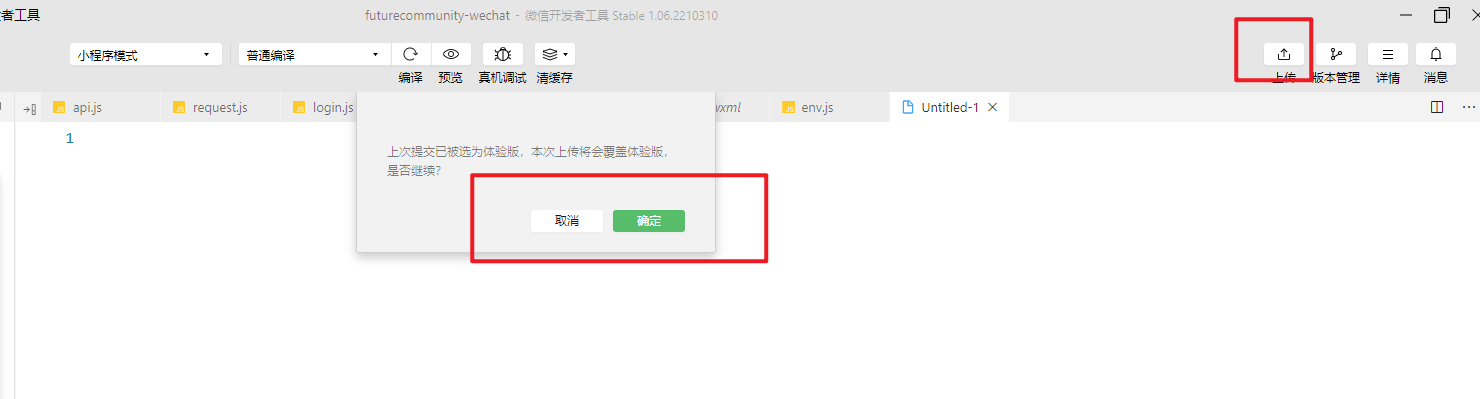 者工具
futurecommunity-wechat - 微信开发者工具 Stable 1.06.2210310
小程序模式
普通编译
编译
预览
真机调试
清缓存
上传
版本管理
详情
消息
api.js
request.js
login.js
wxml
env.js
Untitled-1
1
上次提交已被选为体验版，本次上传将会覆盖体验版，
是否继续?
取消
确定